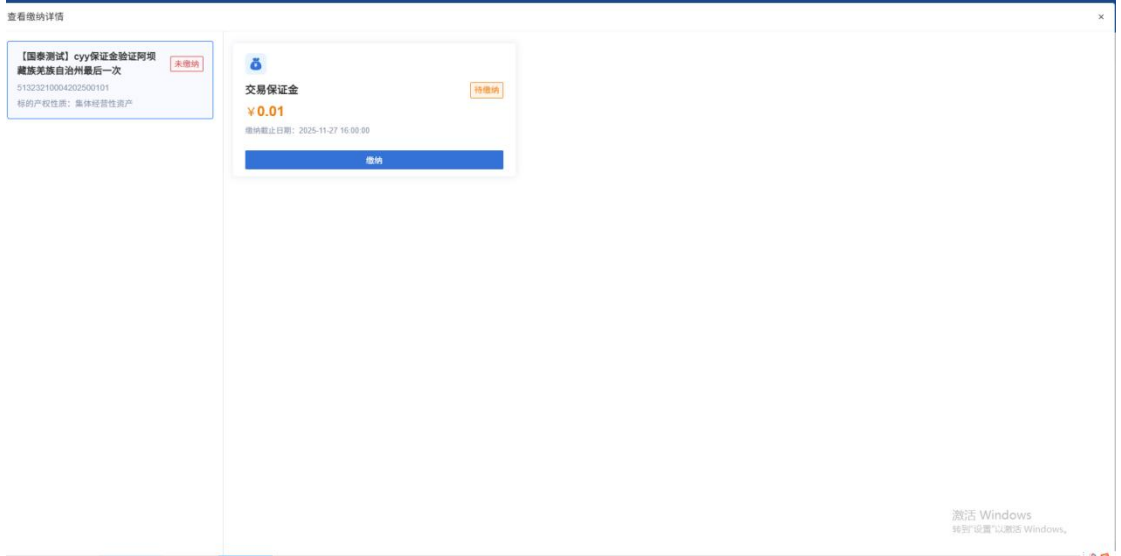 查看缴纳详情
×
【国泰测试】cyy保证金验证阿坝
藏族羌族自治州最后一次
未缴纳
51323210004202500101
标的产权性质：集体经营性资产
交易保证金
待缴纳
￥0.01
缴纳截止日期：2025-11-27 16:00:00
缴纳
激活 Windows
转到"设置"以激活 Windows。